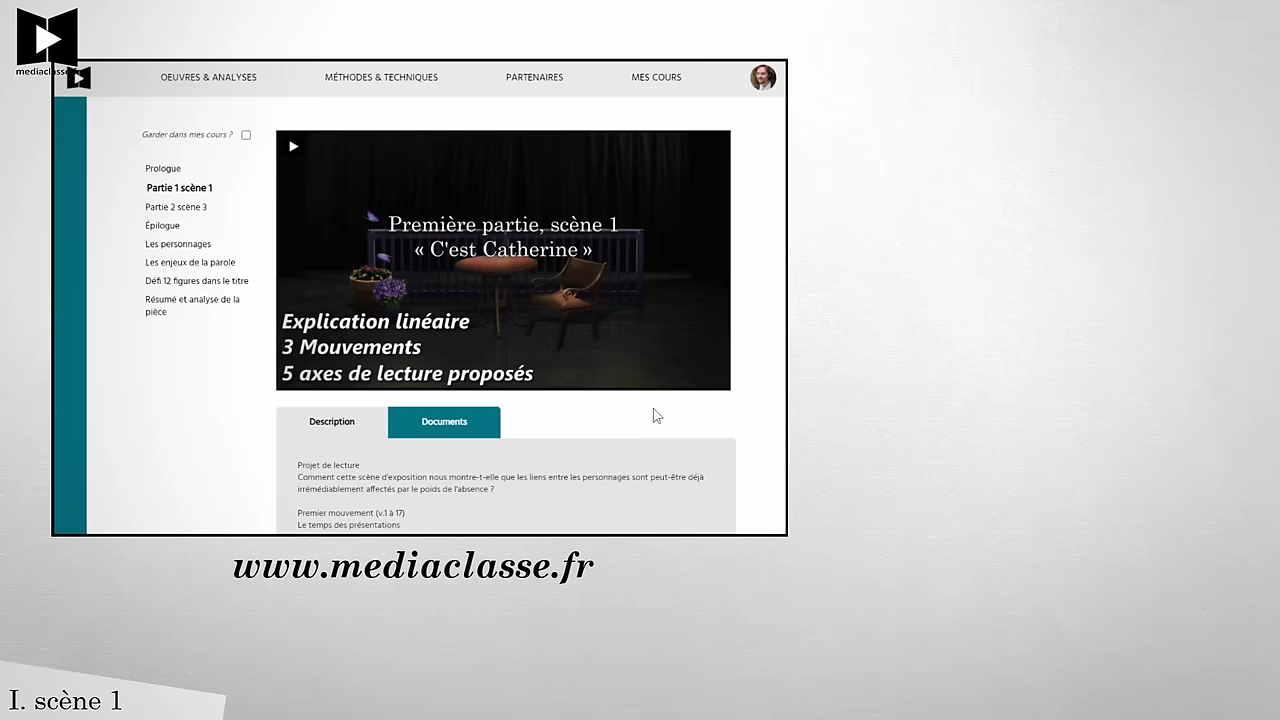 mediaclasse
OEUVRES & ANALYSES
MÉTHODES & TECHNIQUES
PARTENAIRES
MES COURS
Garder dans mes cours ?
Prologue
Partie 1 scène 1
Partie 2 scène 3
Épilogue
Les personnages
Les enjeux de la parole
Défi 12 figures dans le titre
Résumé et analyse de la
pièce
Première partie, scène 1
« C'est Catherine »
Explication linéaire
3 Mouvements
5 axes de lecture proposés
Description
Documents
Projet de lecture
Comment cette scène d'exposition nous montre-t-elle que les liens entre les personnages sont peut-être déjà
irrémédiablement affectés par le poids de l'absence ?
Premier mouvement (v.1 à 17)
Le temps des présentations
www.mediaclasse.fr
I. scène 1